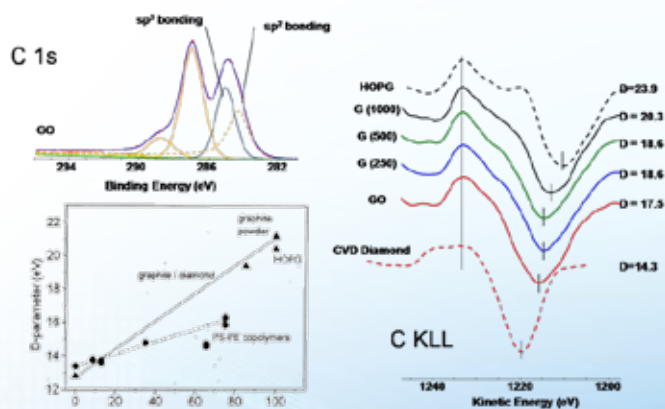 sp³ bonding
sp² bonding
C 1s
GO
294 290 286 282
Binding Energy (eV)
22
20
18
16
14
12
D-parameter (eV)
graphite
powder
HOPG
graphite / diamond
PS-PE copolymers
0 20 40 60 80 100
HOPG
G (1000)
G (500)
G (250)
GO
CVD Diamond
D=23.9
D = 20.3
D = 18.6
D = 18.6
D = 17.5
D=14.3
C KLL
1240 1220 1200
Kinetic Energy (eV)